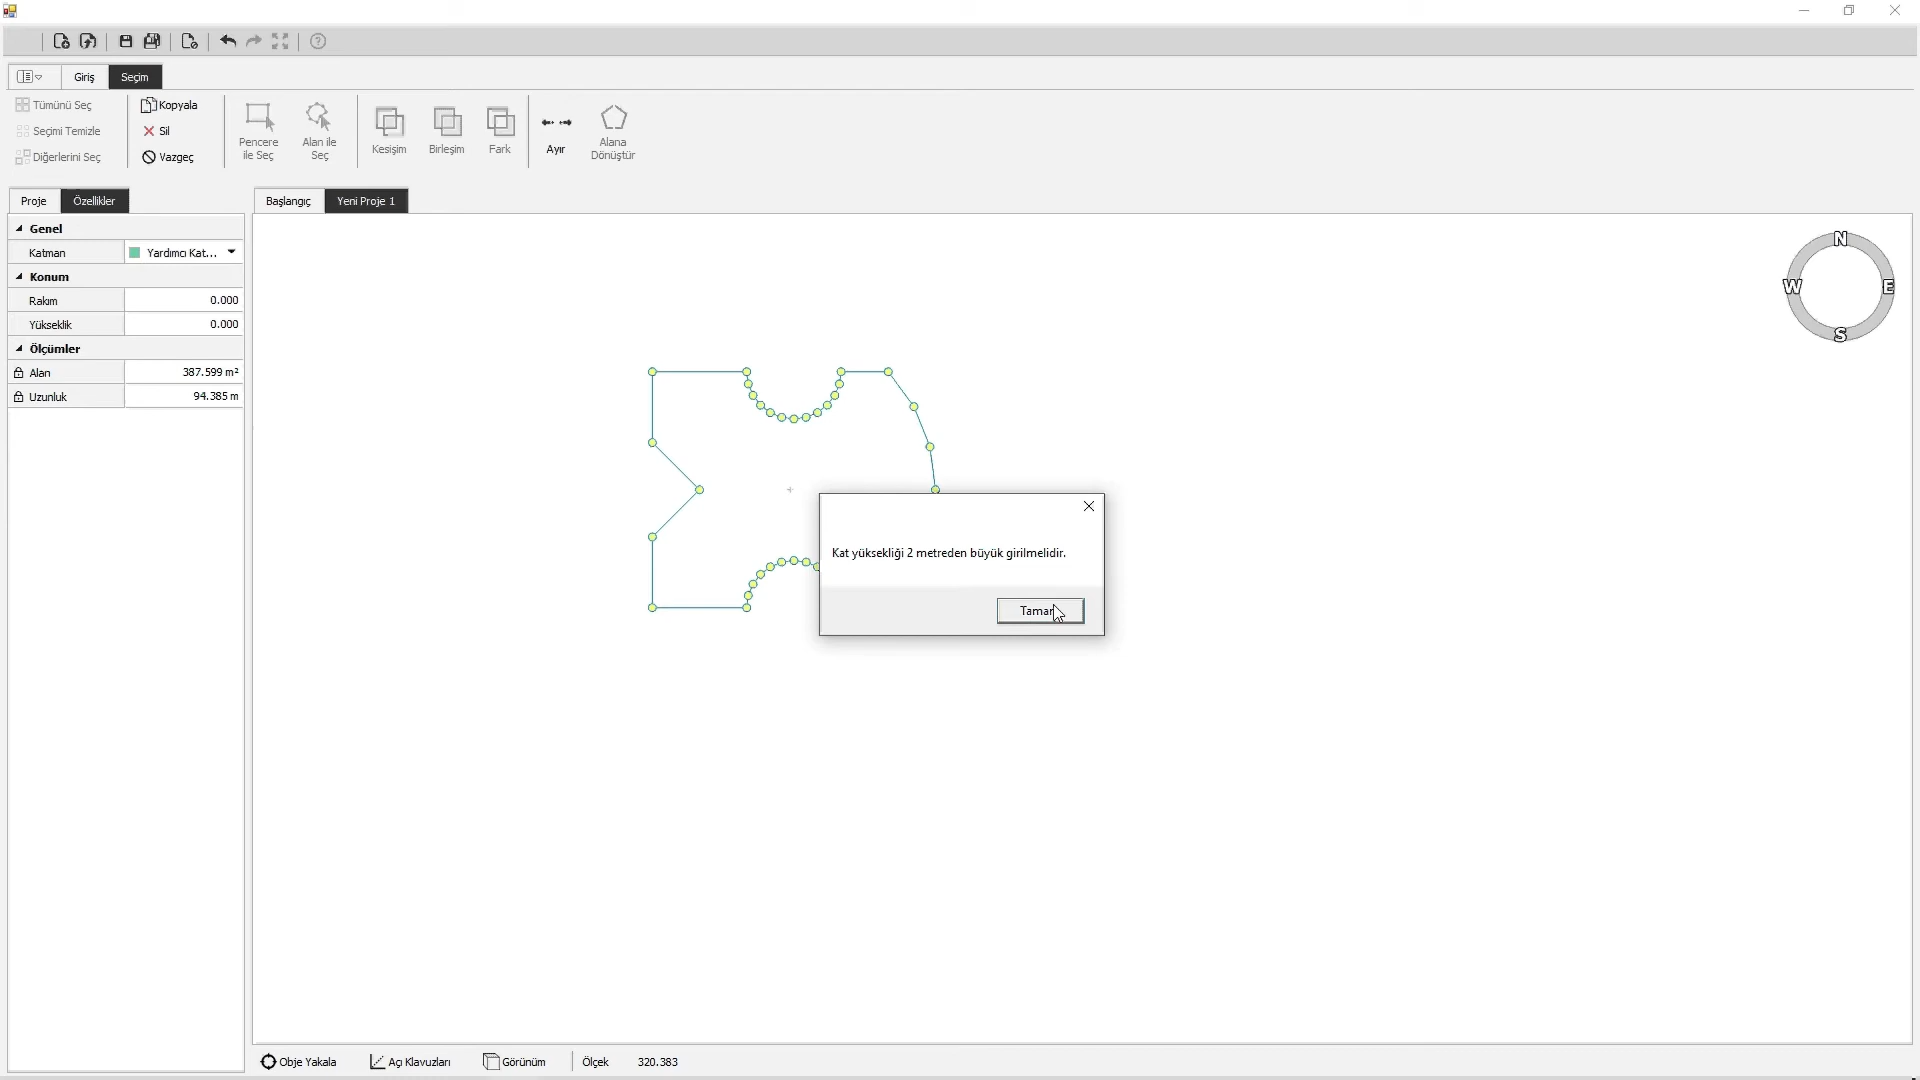 Giriş
Seçim
Tümünü Seç
Seçimi Temizle
Diğerlerini Seç
Kopyala
Sil
Vazgeç
Pencere
ile Seç
Alan ile
Seç
Kesişim
Birleşim
Fark
Ayır
Alana
Dönüştür
Proje
Özellikler
Başlangıç
Yeni Proje 1
Genel
Katman
Yardımcı Kat...
Konum
Rakım
0.000
Yükseklik
0.000
Ölçümler
Alan
387.599 m²
Uzunluk
94.385 m
N
W
E
S
Kat yüksekliği 2 metreden büyük girilmelidir.
Obje Yakala
Açı Klavuzları
Görünüm
Ölçek
320.383